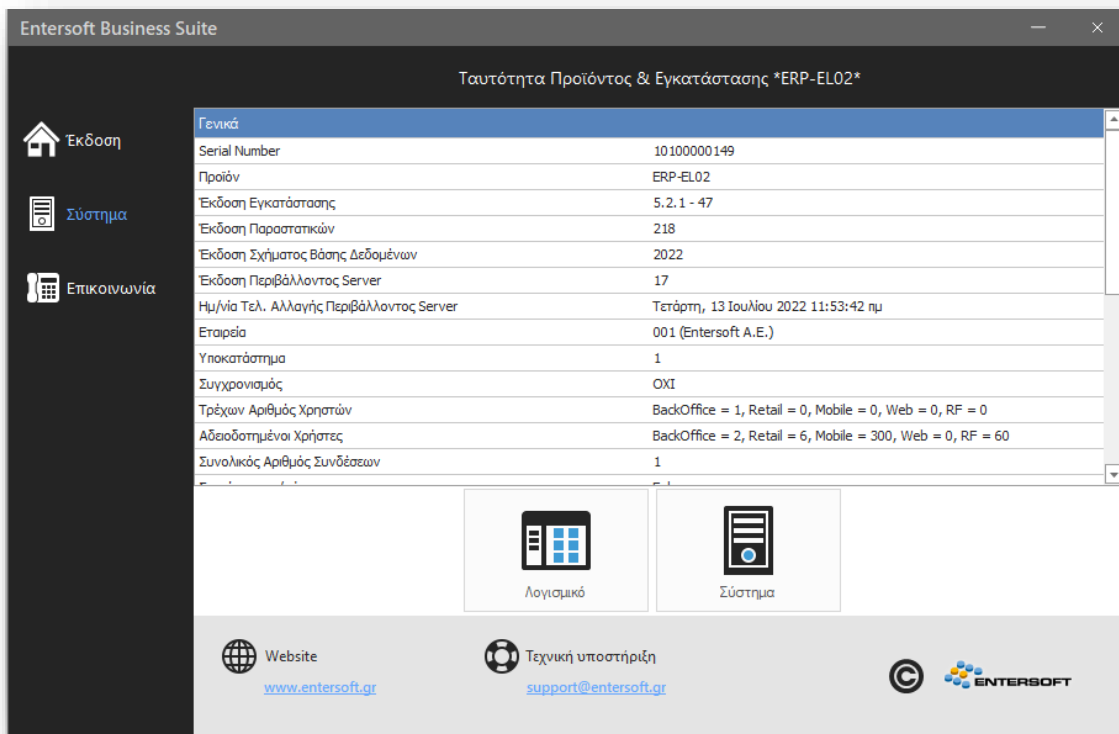 Entersoft Business Suite
Ταυτότητα Προϊόντος & Εγκατάστασης *ERP-EL02*
Έκδοση
Σύστημα
Επικοινωνία
Γενικά
Serial Number 10100000149
Προϊόν ERP-EL02
Έκδοση Εγκατάστασης 5.2.1 - 47
Έκδοση Παραστατικών 218
Έκδοση Σχήματος Βάσης Δεδομένων 2022
Έκδοση Περιβάλλοντος Server 17
Ημ/νία Τελ. Αλλαγής Περιβάλλοντος Server Τετάρτη, 13 Ιουλίου 2022 11:53:42 πμ
Εταιρεία 001 (Entersoft Α.Ε.)
Υποκατάστημα 1
Συγχρονισμός ΟΧΙ
Τρέχων Αριθμός Χρηστών BackOffice = 1, Retail = 0, Mobile = 0, Web = 0, RF = 0
Αδειοδοτημένοι Χρήστες BackOffice = 2, Retail = 6, Mobile = 300, Web = 0, RF = 60
Συνολικός Αριθμός Συνδέσεων 1
Λογισμικό
Σύστημα
Website
www.entersoft.gr
Τεχνική υποστήριξη
support@entersoft.gr
©
ENTERSOFT